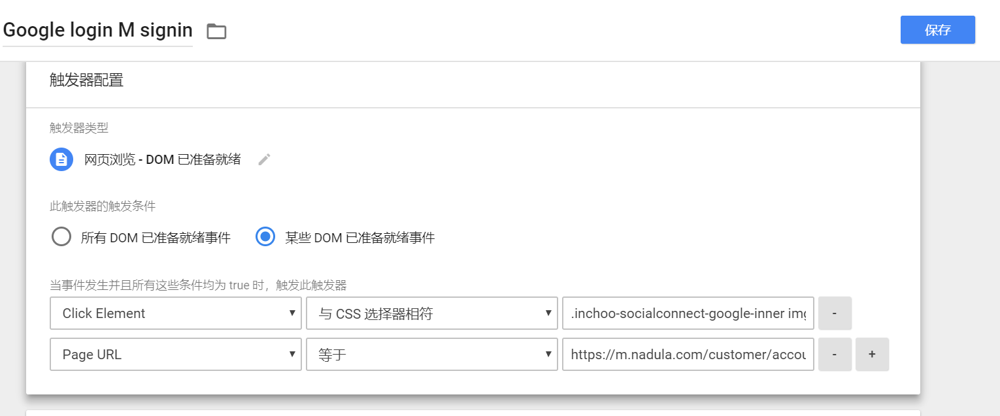 Google login M signin
保存
触发器配置
触发器类型
网页浏览 - DOM 已准备就绪
此触发器的触发条件
所有 DOM 已准备就绪事件 某些 DOM 已准备就绪事件
当事件发生并且所有这些条件均为 true 时，触发此触发器
Click Element 与 CSS 选择器相符 .inchoo-socialconnect-google-inner img -
Page URL 等于 https://m.nadula.com/customer/accou - +